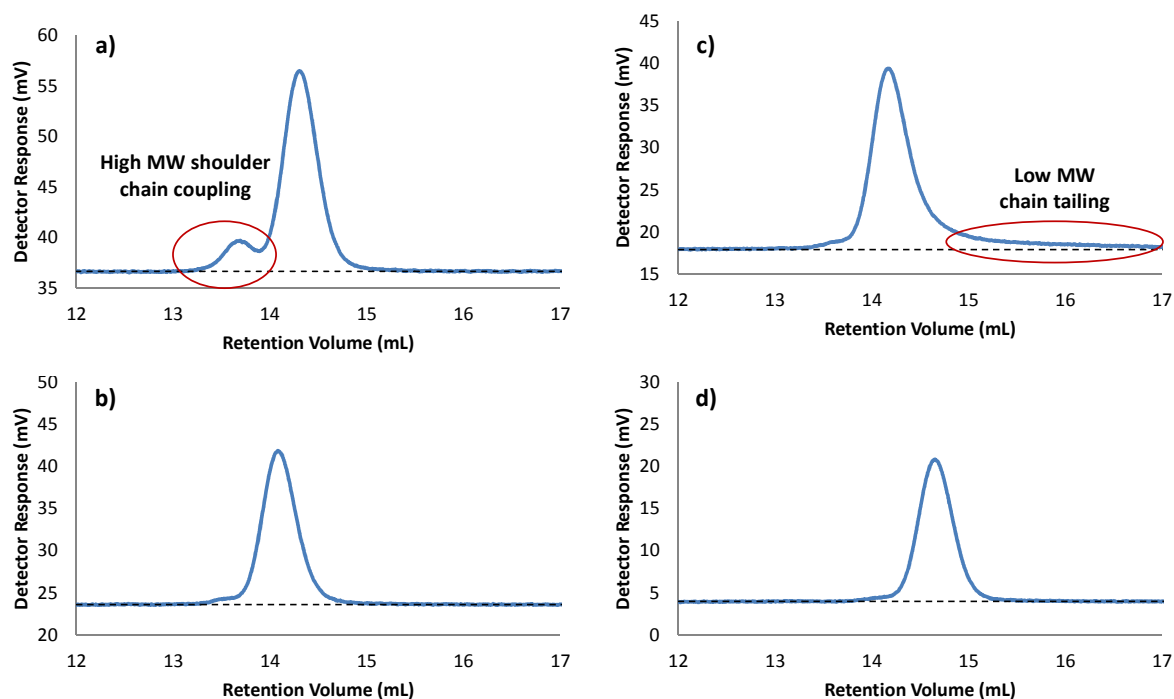 a)
Detector Response (mV)
60
55
50
45
40
35
High MW shoulder
chain coupling
12 13 14 15 16 17
Retention Volume (mL)
c)
Detector Response (mV)
45
40
35
30
25
20
15
Low MW
chain tailing
12 13 14 15 16 17
Retention Volume (mL)
b)
Detector Response (mV)
50
45
40
35
30
25
20
12 13 14 15 16 17
Retention Volume (mL)
d)
Detector Response (mV)
30
25
20
15
10
5
0
12 13 14 15 16 17
Retention Volume (mL)